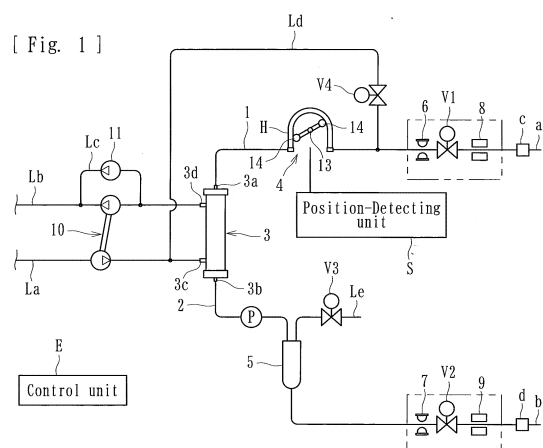 [ Fig. 1 ]
Ld
V4
1
H
14
14
13
4
6
V1
8
c
a
11
Lc
Lb
3d
3a
10
3
Position-Detecting
unit
S
La
3c
3b
2
P
V3
Le
5
E
Control unit
7
V2
9
d
b